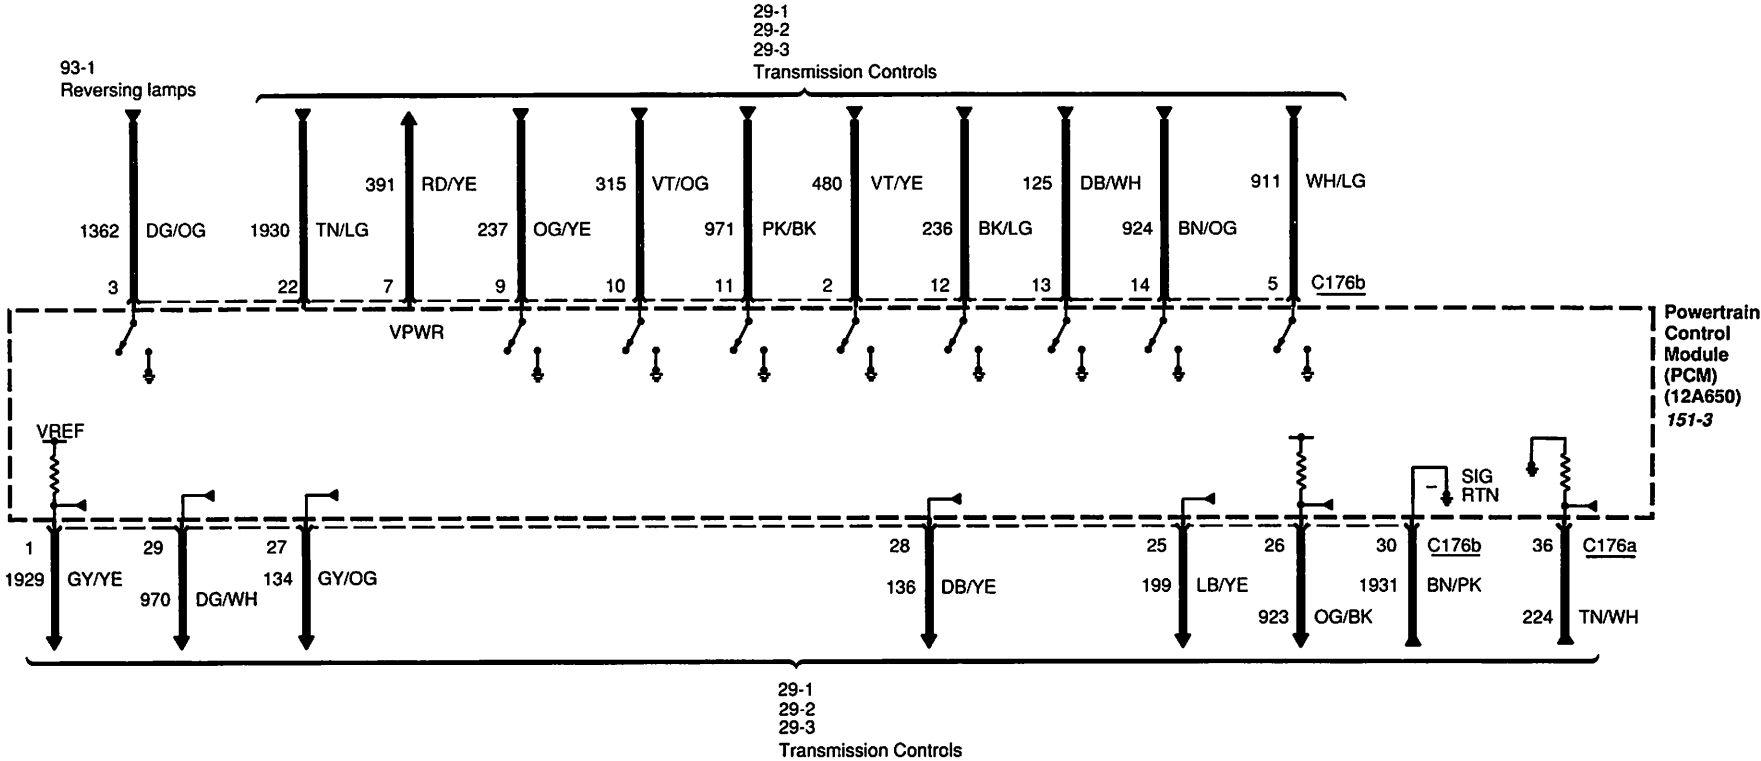 29-1
29-2
29-3
Transmission Controls
93-1
Reversing lamps
391 RD/YE 315 VT/OG 480 VT/YE 125 DB/WH 911 WH/LG
1362 DG/OG 1930 TN/LG 237 OG/YE 971 PK/BK 236 BK/LG 924 BN/OG
3 22 7 9 10 11 2 12 13 14 5 C176b
VPWR
Powertrain
Control
Module
(PCM)
(12A650)
151-3
VREF
SIG
RTN
1 29 27 28 25 26 30 C176b 36 C176a
1929 GY/YE 134 GY/OG 136 DB/YE 199 LB/YE 1931 BN/PK
970 DG/WH 923 OG/BK 224 TN/WH
29-1
29-2
29-3
Transmission Controls